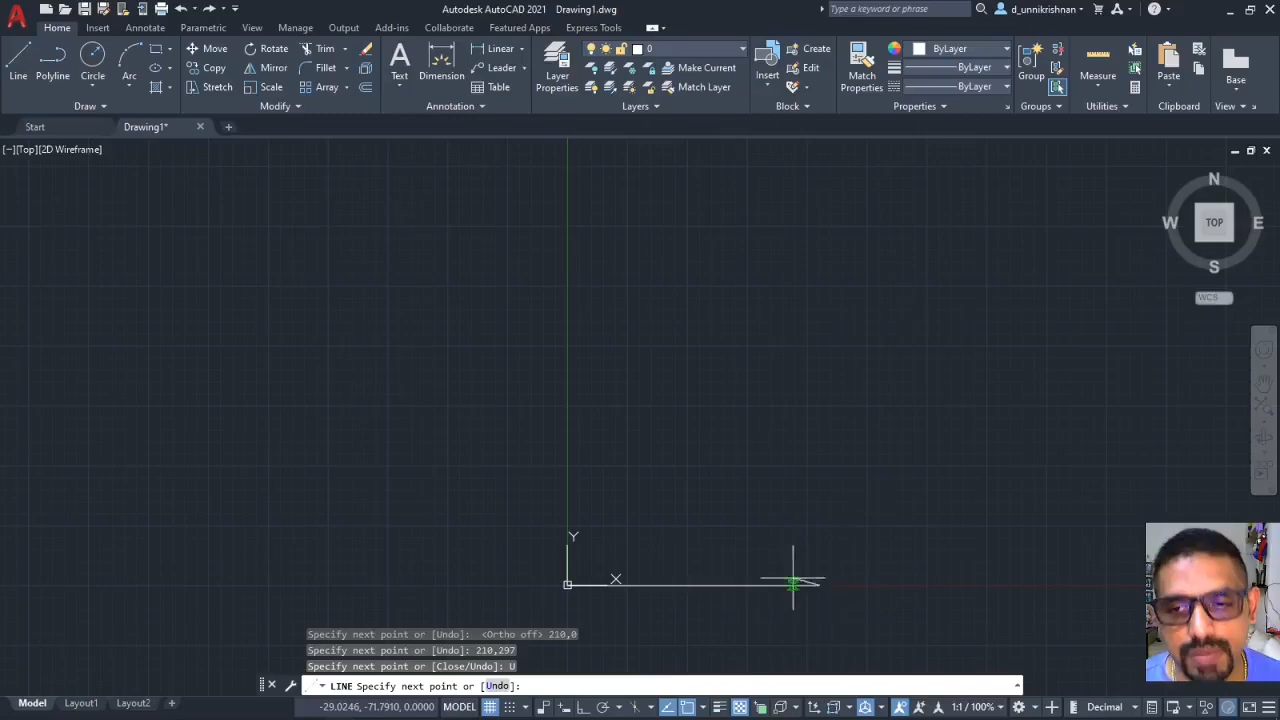 Autodesk AutoCAD 2021 Drawing1.dwg
Type a keyword or phrase
d_unnikrishnan
Home Insert Annotate Parametric View Manage Output Add-ins Collaborate Express Tools Featured Apps
Line Polyline Circle Arc
Move Rotate Trim
Copy Mirror Fillet
Stretch Scale Array
Text Dimension
Linear
Leader
Table
Layer
Properties
0
Make Current
Match Layer
Insert
Create
Edit
Match
Properties
ByLayer
ByLayer
ByLayer
Group
Measure
Paste
Base
Draw Modify Annotation Layers Block Properties Groups Utilities Clipboard View
Start Drawing1*
[−][Top][2D Wireframe]
N
W TOP E
S
WCS
Y
X
Specify next point or [Undo]: <Ortho off> 210,0
Specify next point or [Undo]: 210,297
Specify next point or [Close/Undo]: U
LINE Specify next point or [Undo]:
Model Layout1 Layout2
-29.0246, -71.7910, 0.0000 MODEL 1:1 / 100% Decimal